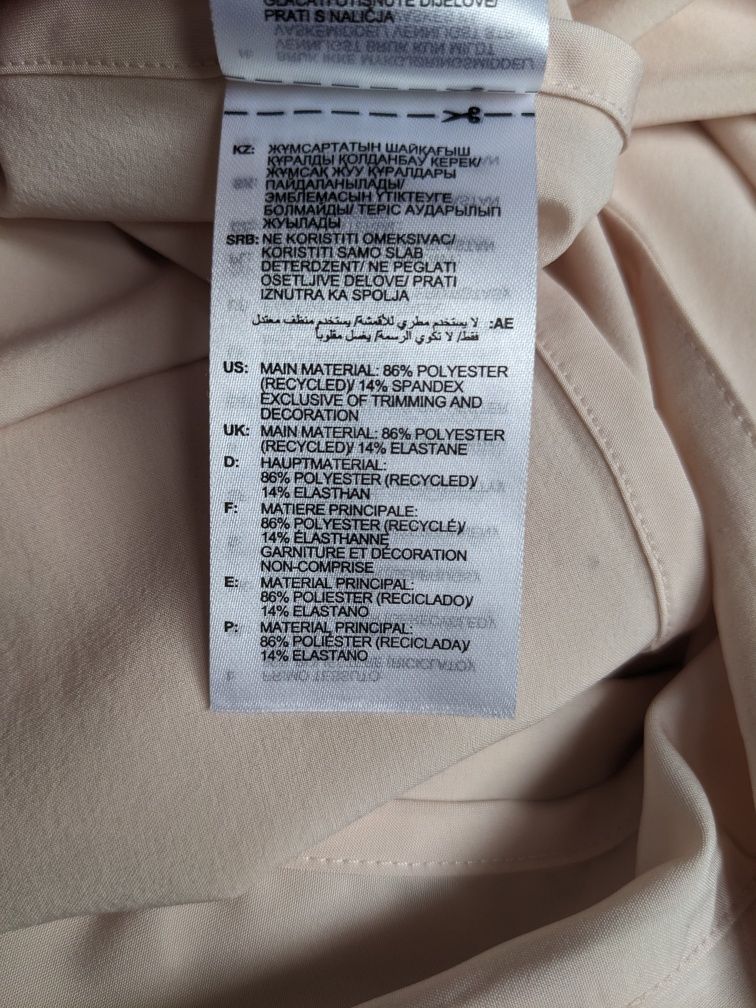 GLAČATI OTISNUTE DIJELOVE/
PRATI S NALIČJA
KZ: ЖҰМСАРТАТЫН ШАЙҚАҒЫШ
ҚҰРАЛДЫ ҚОЛДАНБАУ КЕРЕК/
ЖҰМСАҚ ЖУУ ҚҰРАЛДАРЫ
ПАЙДАЛАНЫЛАДЫ/
ЭМБЛЕМАСЫН ҮТІКТЕУГЕ
БОЛМАЙДЫ/ ТЕРІС АУДАРЫЛЫП
ЖУЫЛАДЫ
SRB: NE KORISTITI OMEKSIVAC/
KORISTITI SAMO SLAB
DETERDZENT/ NE PEGLATI
OSETLJIVE DELOVE/ PRATI
IZNUTRA KA SPOLJA
AE: لا يستخدم مطري للأقمشة/ يستخدم منظف معتدل
فقط/ لا تكوي الرسمة/ يغسل مقلوباً
US: MAIN MATERIAL: 86% POLYESTER
(RECYCLED)/ 14% SPANDEX
EXCLUSIVE OF TRIMMING AND
DECORATION
UK: MAIN MATERIAL: 86% POLYESTER
(RECYCLED)/ 14% ELASTANE
D: HAUPTMATERIAL:
86% POLYESTER (RECYCLED)/
14% ELASTHAN
F: MATIERE PRINCIPALE:
86% POLYESTER (RECYCLÉ)/
14% ÉLASTHANNE
GARNITURE ET DÉCORATION
NON-COMPRISE
E: MATERIAL PRINCIPAL:
86% POLIESTER (RECICLADO)/
14% ELASTANO
P: MATERIAL PRINCIPAL:
86% POLIÉSTER (RECICLADA)/
14% ELASTANO